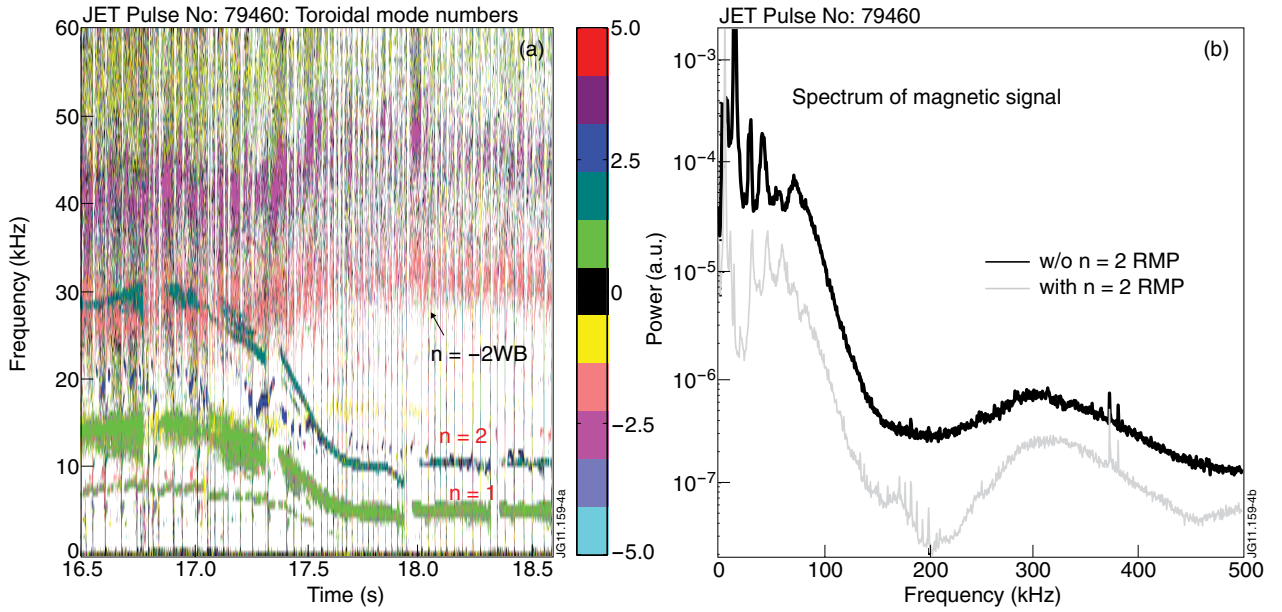 JET Pulse No: 79460: Toroidal mode numbers
(a)
60
50
40
30
20
10
0
Frequency (kHz)
16.5
17.0
17.5
18.0
18.5
Time (s)
n = −2WB
n = 2
n = 1
JG11.159-4a
5.0
2.5
0
−2.5
−5.0
JET Pulse No: 79460
(b)
Spectrum of magnetic signal
w/o n = 2 RMP
with n = 2 RMP
10⁻³
10⁻⁴
10⁻⁵
10⁻⁶
10⁻⁷
Power (a.u.)
0
100
200
300
400
500
Frequency (kHz)
JG11.159-4b